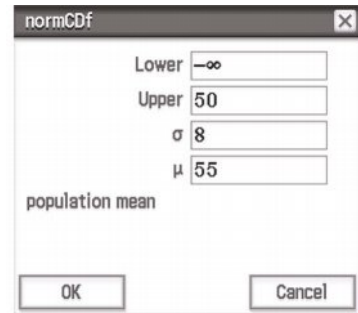 normCDf
Lower −∞
Upper 50
σ 8
μ 55
population mean
OK Cancel